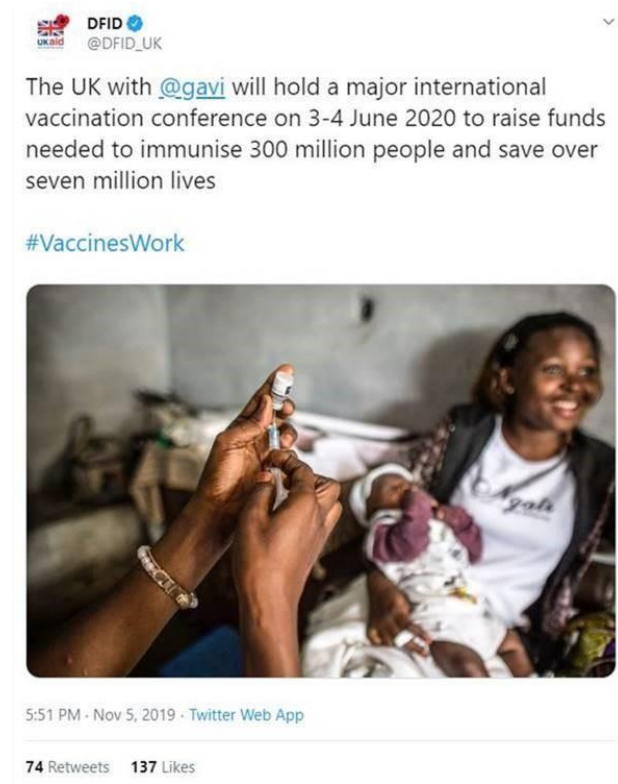 DFID
@DFID_UK
UKaid
The UK with @gavi will hold a major international
vaccination conference on 3-4 June 2020 to raise funds
needed to immunise 300 million people and save over
seven million lives
#VaccinesWork
Ngali
5:51 PM · Nov 5, 2019 · Twitter Web App
74 Retweets 137 Likes